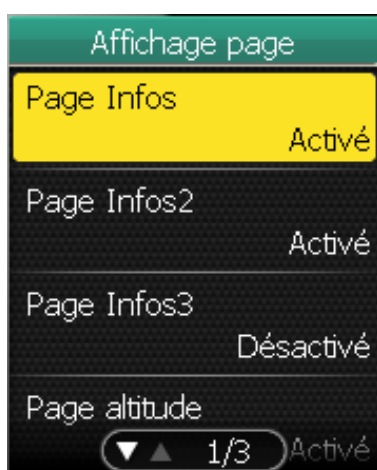 Affichage page
Page Infos
Activé
Page Infos2
Activé
Page Infos3
Désactivé
Page altitude
▼ ▲ 1/3 Activé